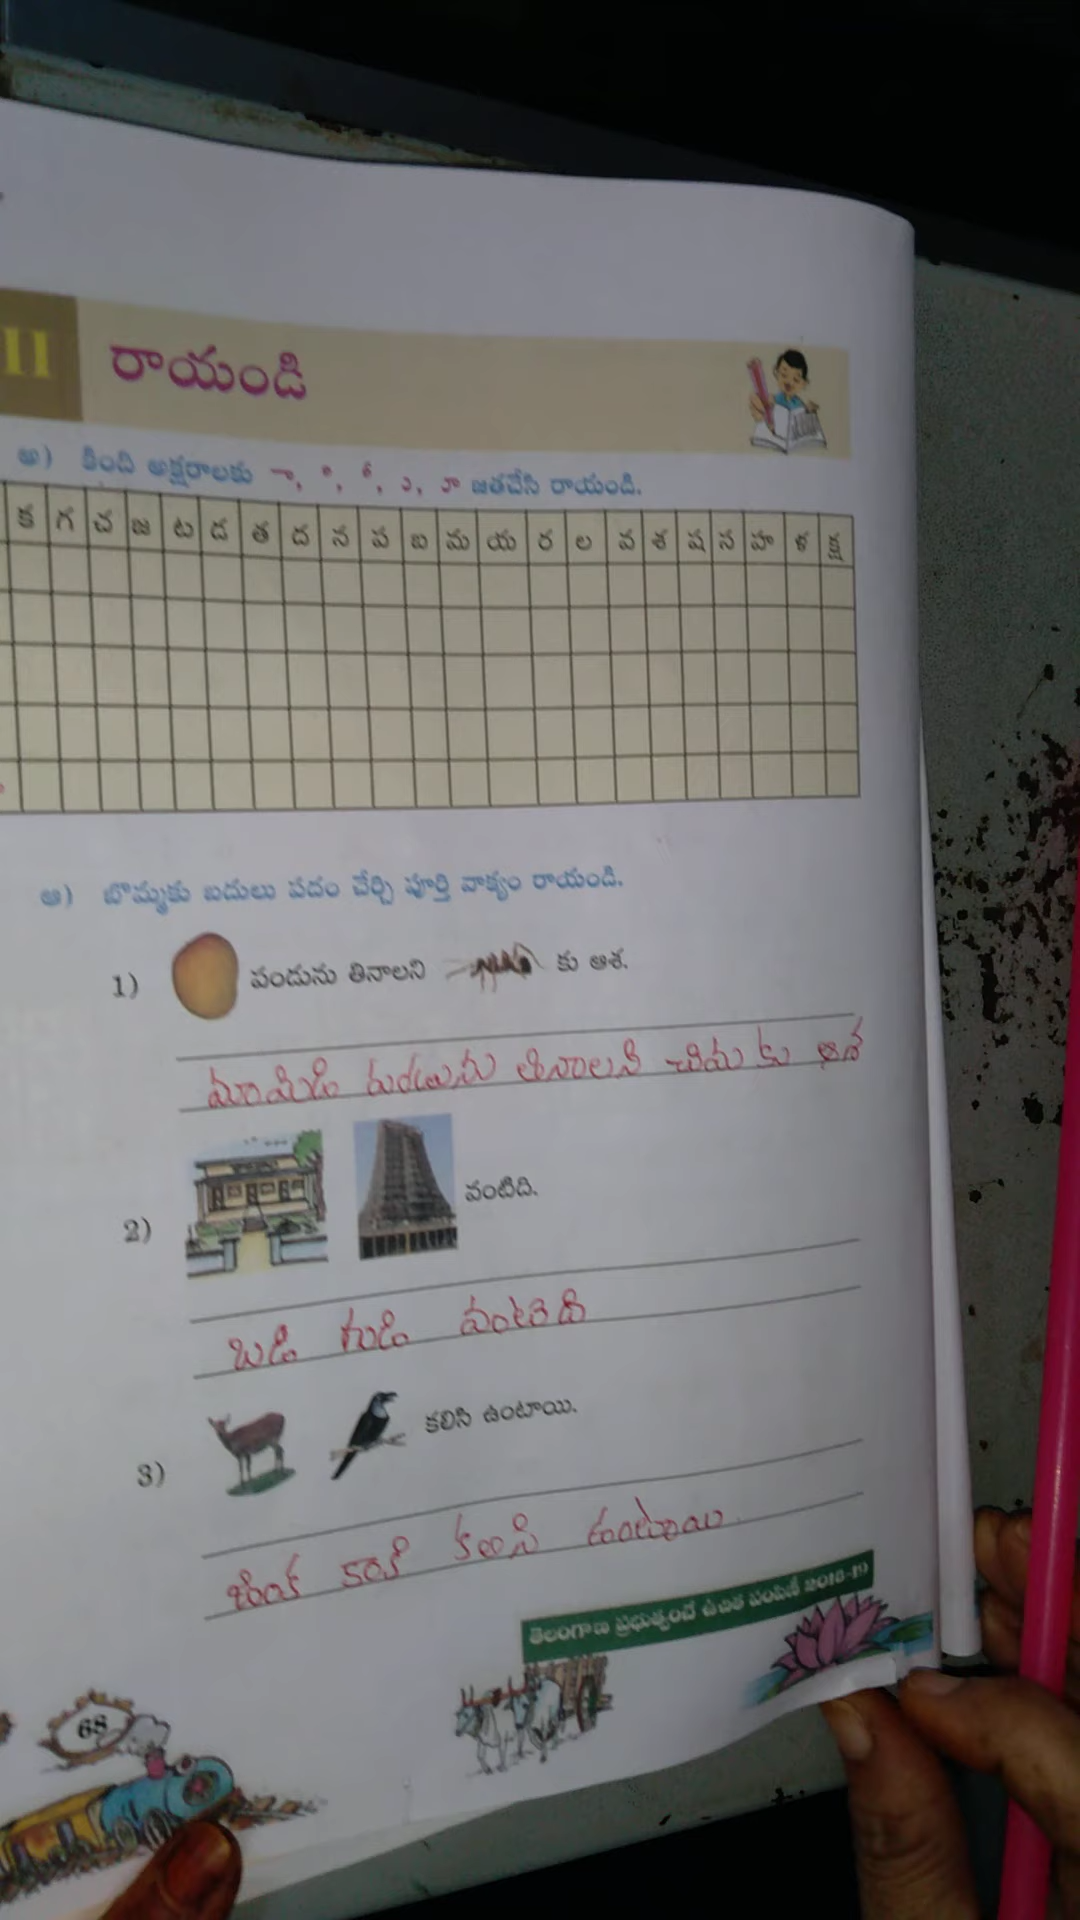 11 రాయండి
అ) కింది అక్షరాలకు ా, ి, ీ, ు, ూ జతచేసి రాయండి.
క గ చ జ ట డ త ద న ప బ మ య ర ల వ శ ష స హ ళ క్ష
ఆ) బొమ్మకు బదులు పదం చేర్చి పూర్తి వాక్యం రాయండి.
1) పండును తినాలని కు ఆశ.
మామిడి తినాలని కు ఆశ
2) వంటిది.
బడి గుడి వంటిది
3) కలిసి ఉంటాయి.
జింక కాకి కలిసి ఉంటాయి
తెలంగాణ ప్రభుత్వంచే ఉచిత పంపిణీ 2018-19
68